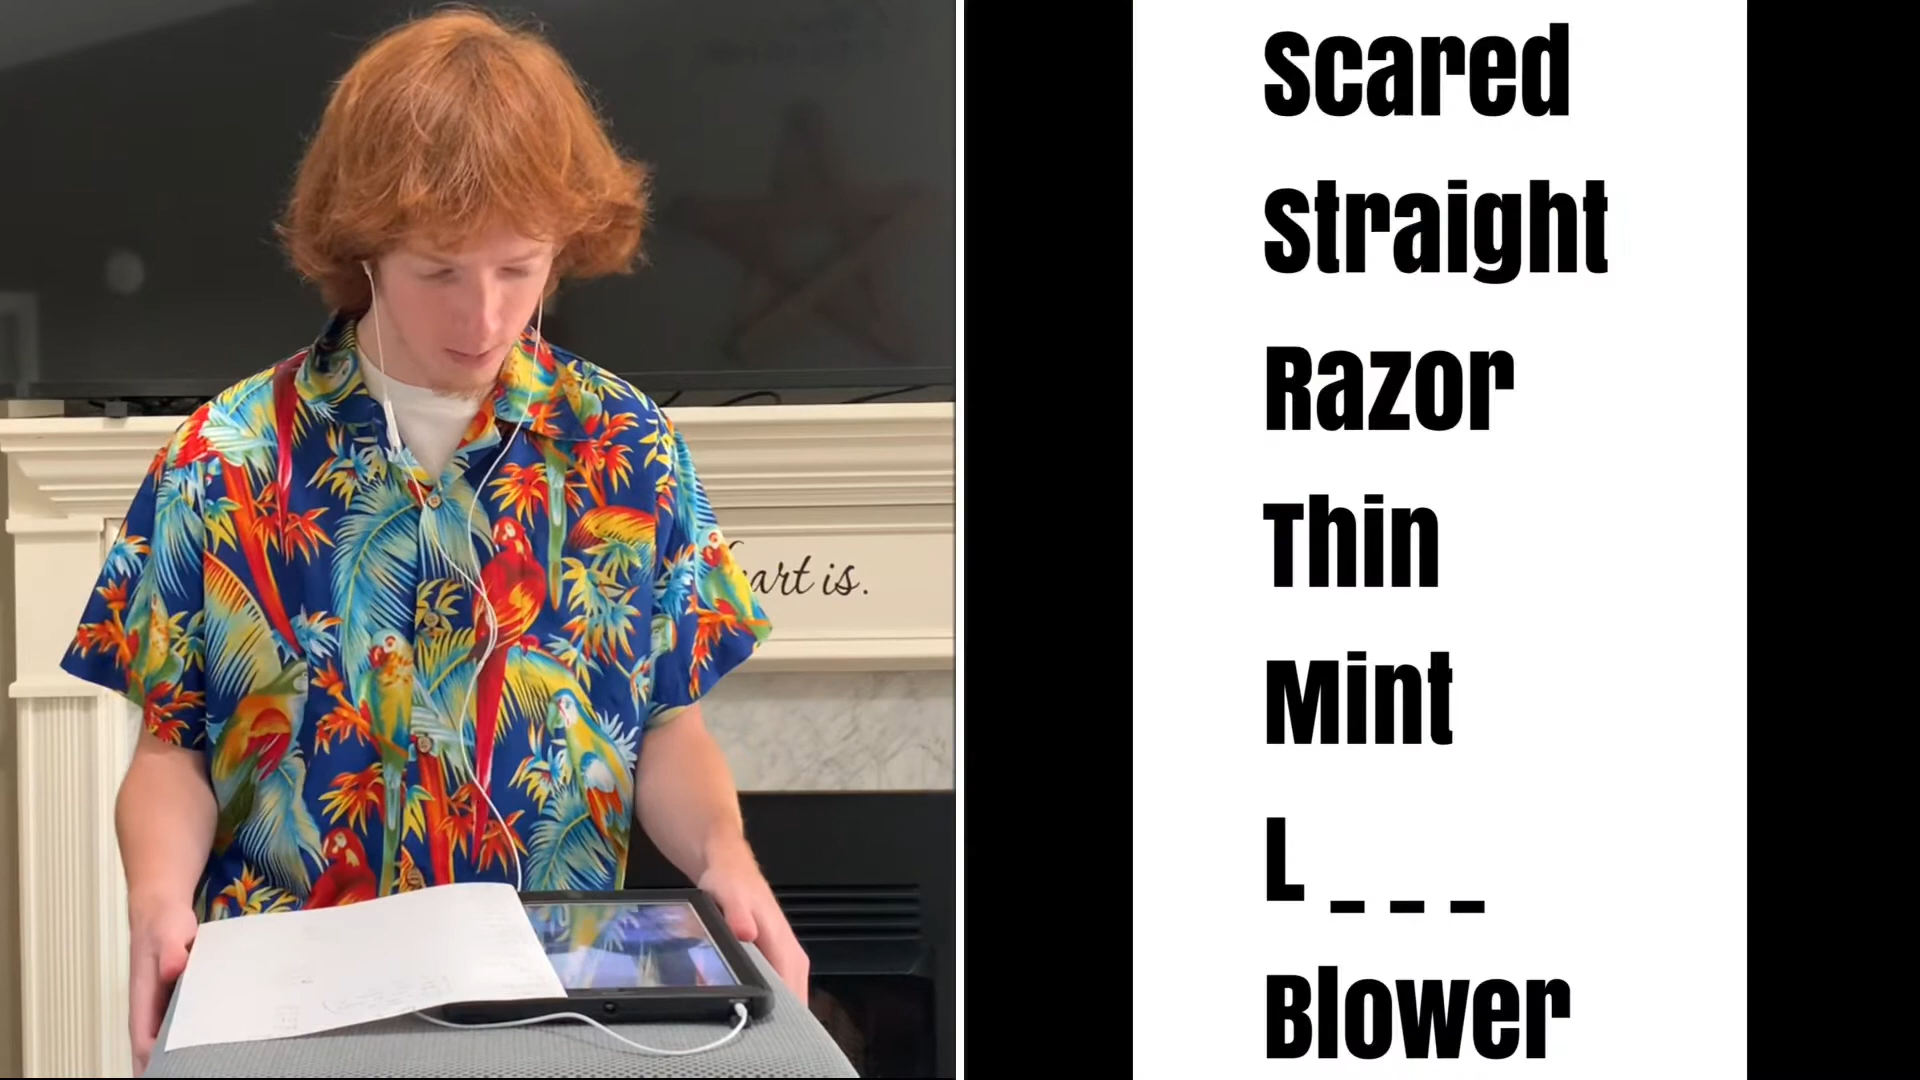 art is.
Scared
Straight
Razor
Thin
Mint
L _ _ _
Blower